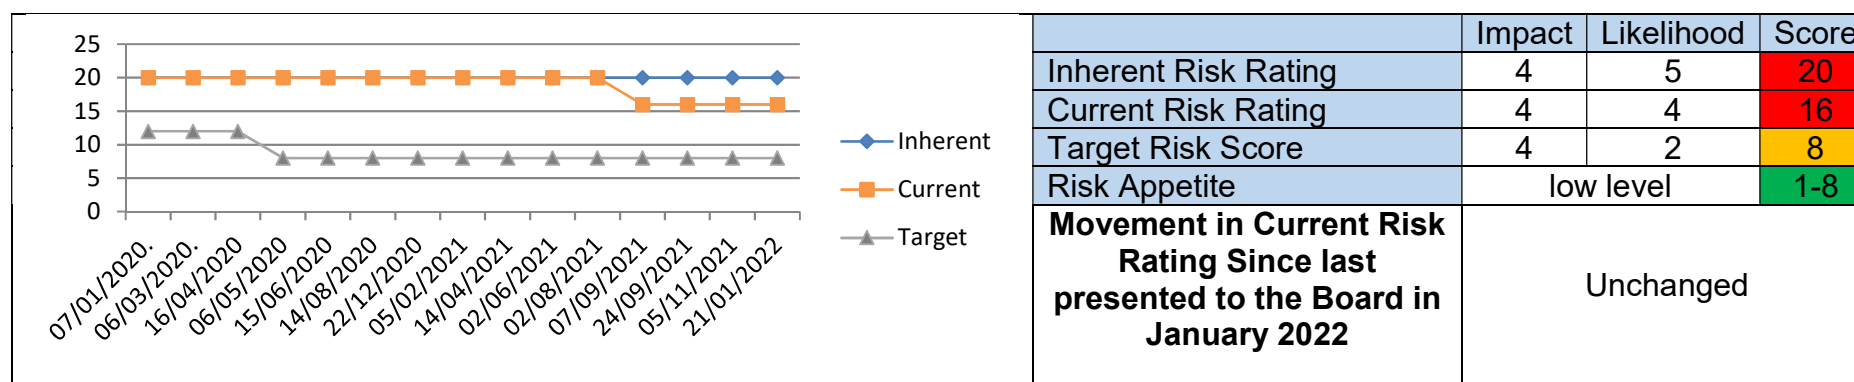 25
20
15
10
5
0
07/01/2020.
06/03/2020.
16/04/2020
06/05/2020
15/06/2020
14/08/2020
22/12/2020
05/02/2021
14/04/2021
02/06/2021
02/08/2021
07/09/2021
24/09/2021
05/11/2021
21/01/2022
Inherent
Current
Target
Impact Likelihood Score
Inherent Risk Rating 4 5 20
Current Risk Rating 4 4 16
Target Risk Score 4 2 8
Risk Appetite low level 1-8
Movement in Current Risk
Rating Since last
presented to the Board in
January 2022
Unchanged